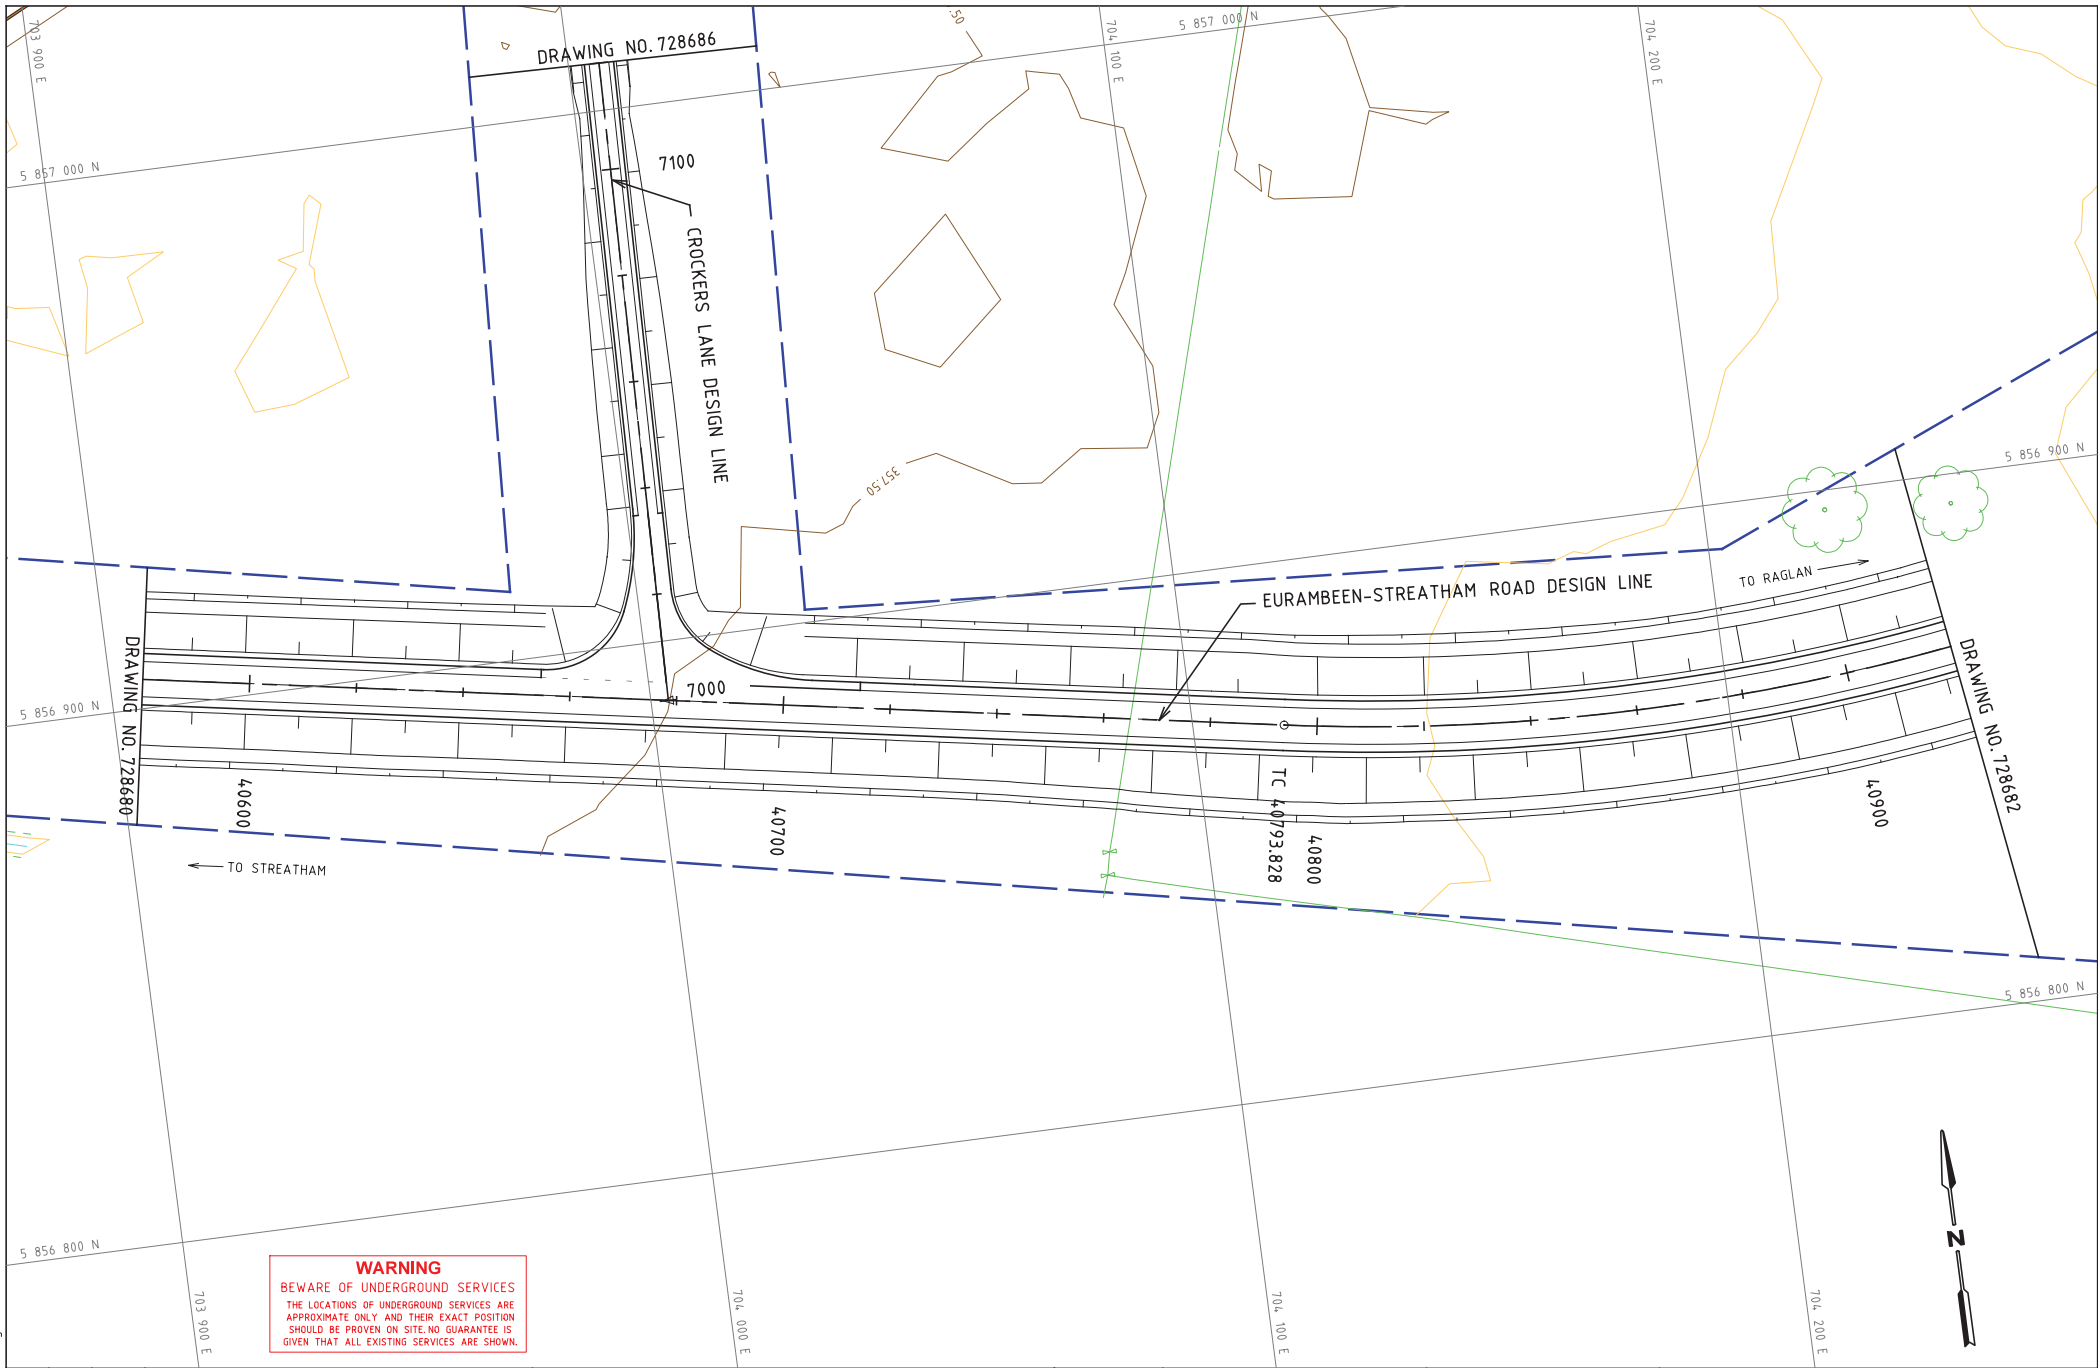 703 900 E
DRAWING NO. 728686
.50
704 100 E
5 857 000 N
704 200 E
5 857 000 N
7100
CROCKERS LANE DESIGN LINE
357.50
5 856 900 N
TO RAGLAN
EURAMBEEN-STREATHAM ROAD DESIGN LINE
DRAWING NO. 728680
7000
DRAWING NO. 728682
5 856 900 N
40600
40700
TC 40793.828
40800
40900
TO STREATHAM
5 856 800 N
N
5 856 800 N
703 900 E
704 000 E
704 100 E
704 200 E
WARNING
BEWARE OF UNDERGROUND SERVICES
THE LOCATIONS OF UNDERGROUND SERVICES ARE
APPROXIMATE ONLY AND THEIR EXACT POSITION
SHOULD BE PROVEN ON SITE. NO GUARANTEE IS
GIVEN THAT ALL EXISTING SERVICES ARE SHOWN.